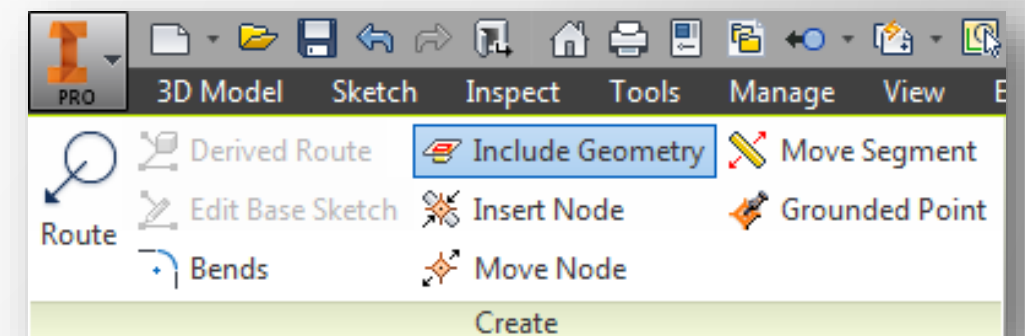 PRO 3D Model Sketch Inspect Tools Manage View
Derived Route Include Geometry Move Segment
Edit Base Sketch Insert Node Grounded Point
Route
Bends Move Node
Create